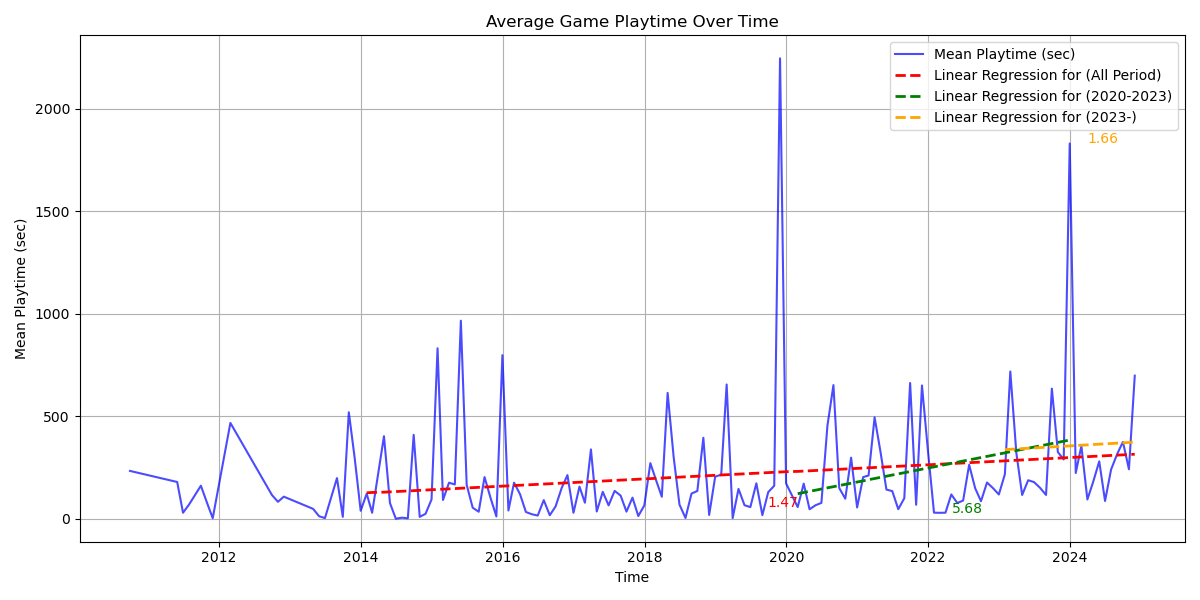 Average Game Playtime Over Time
Mean Playtime (sec)
Linear Regression for (All Period)
Linear Regression for (2020-2023)
Linear Regression for (2023-)
1.66
2000
1500
1000
500
0
Mean Playtime (sec)
1.47
5.68
2012
2014
2016
2018
2020
2022
2024
Time